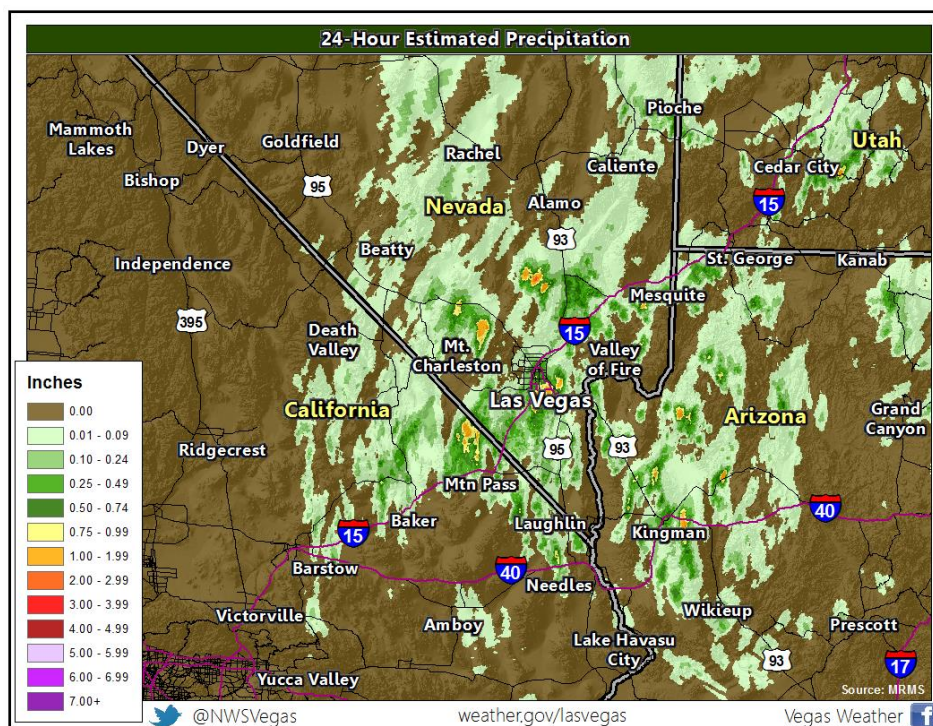 24-Hour Estimated Precipitation
Pioche
Mammoth
Lakes
Dyer
Goldfield
Utah
Rachel
Caliente
Cedar City
Bishop
95
15
Nevada
Alamo
93
Beatty
St. George
Kanab
Independence
Mesquite
395
Death
Valley
15
Mt.
Charleston
Valley
of Fire
Inches
0.00
0.01 - 0.09
0.10 - 0.24
0.25 - 0.49
0.50 - 0.74
0.75 - 0.99
1.00 - 1.99
2.00 - 2.99
3.00 - 3.99
4.00 - 4.99
5.00 - 5.99
6.00 - 6.99
7.00+
California
Las Vegas
Arizona
Grand
Canyon
Ridgecrest
95
93
Mtn Pass
Baker
Laughlin
Kingman
40
15
Barstow
40
Needles
Victorville
Amboy
Wikieup
Prescott
Lake Havasu
City
93
17
Yucca Valley
Source: MRMS
@NWSVegas
weather.gov/lasvegas
Vegas Weather